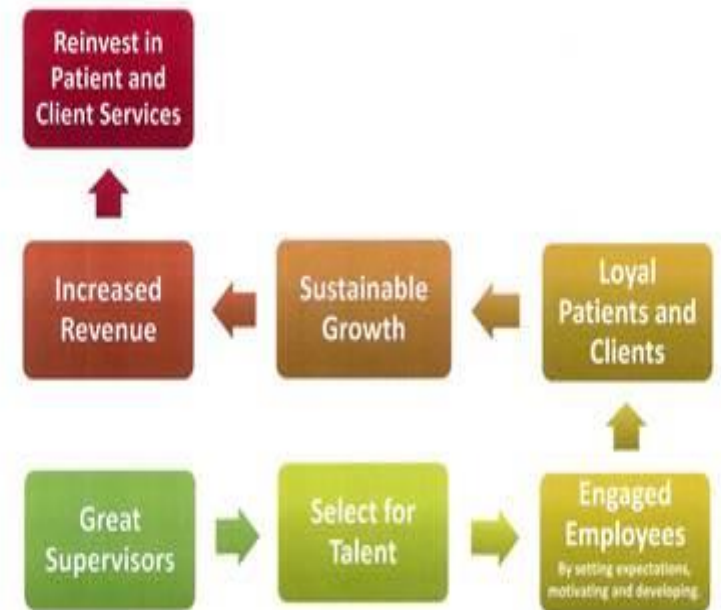 Reinvest in
Patient and
Client Services
Increased
Revenue
Sustainable
Growth
Loyal
Patients and
Clients
Great
Supervisors
Select for
Talent
Engaged
Employees
By setting expectations,
motivating and developing.